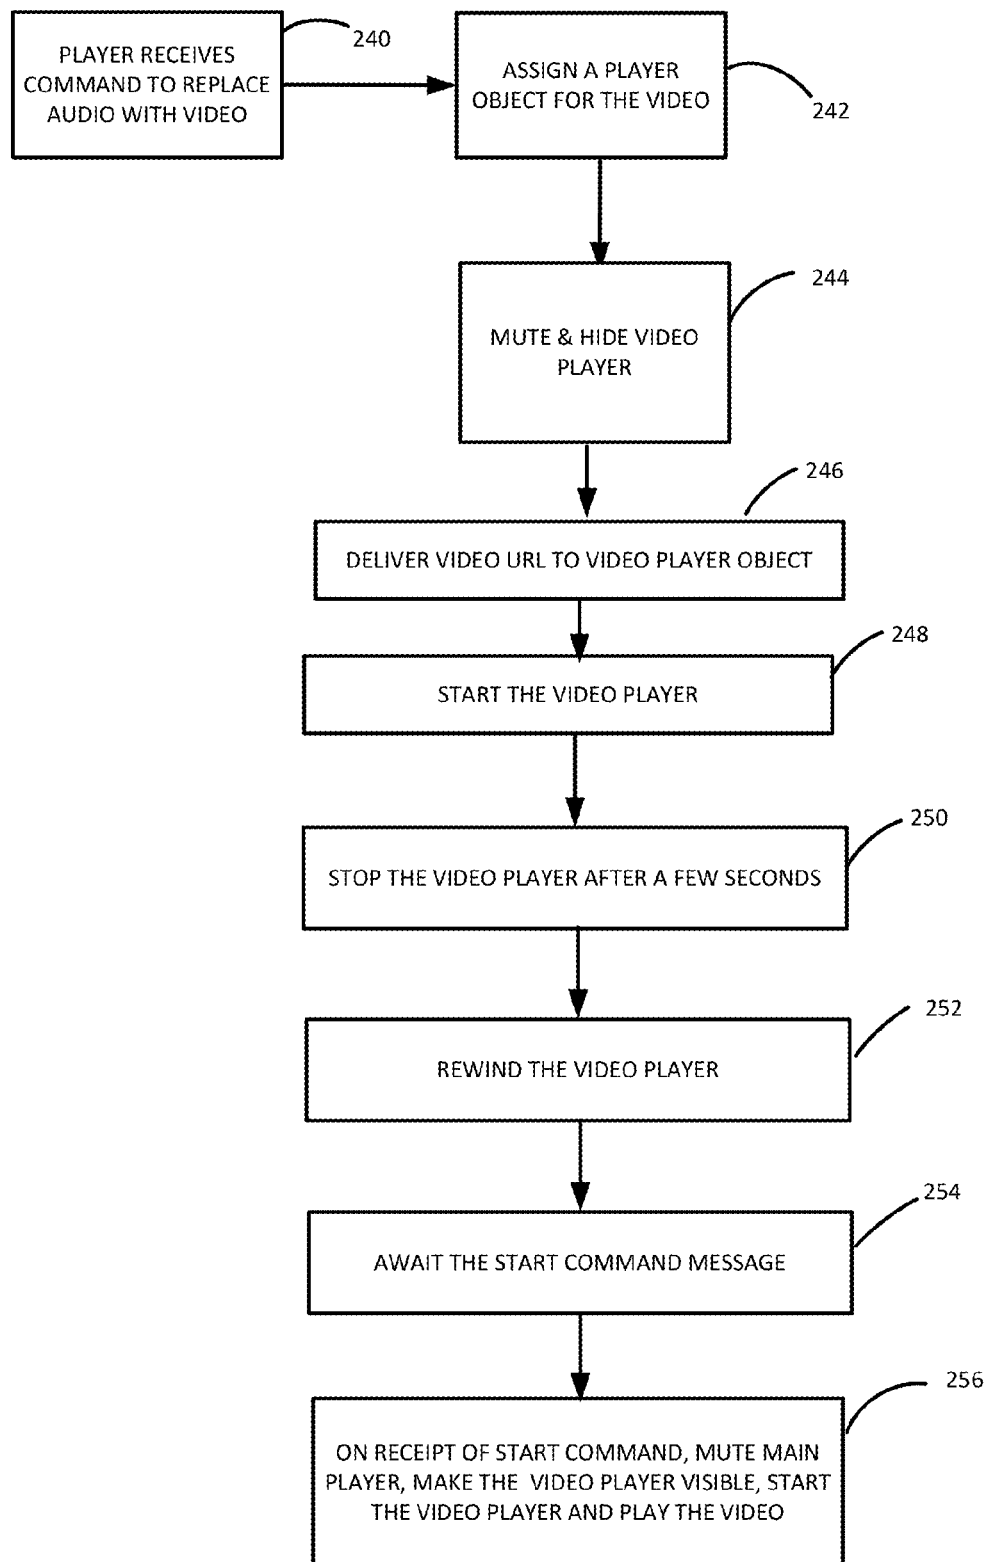 PLAYER RECEIVES
COMMAND TO REPLACE
AUDIO WITH VIDEO
240
ASSIGN A PLAYER
OBJECT FOR THE VIDEO
242
MUTE & HIDE VIDEO
PLAYER
244
246
DELIVER VIDEO URL TO VIDEO PLAYER OBJECT
248
START THE VIDEO PLAYER
250
STOP THE VIDEO PLAYER AFTER A FEW SECONDS
252
REWIND THE VIDEO PLAYER
254
AWAIT THE START COMMAND MESSAGE
256
ON RECEIPT OF START COMMAND, MUTE MAIN
PLAYER, MAKE THE VIDEO PLAYER VISIBLE, START
THE VIDEO PLAYER AND PLAY THE VIDEO